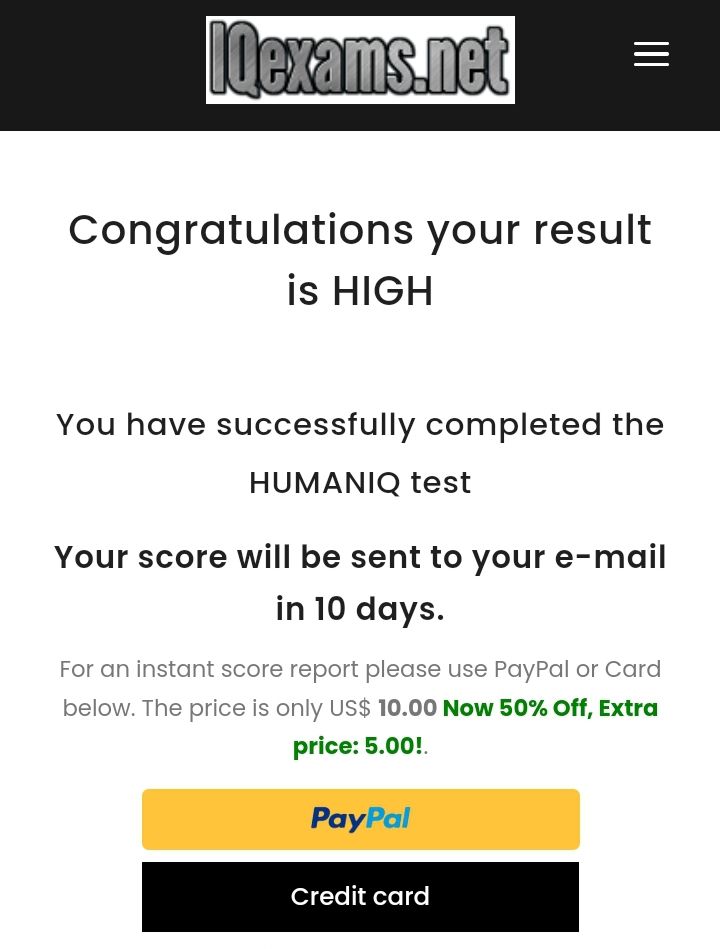 IQexams.net
Congratulations your result
is HIGH
You have successfully completed the
HUMANIQ test
Your score will be sent to your e-mail
in 10 days.
For an instant score report please use PayPal or Card
below. The price is only US$ 10.00 Now 50% Off, Extra
price: 5.00!.
PayPal
Credit card